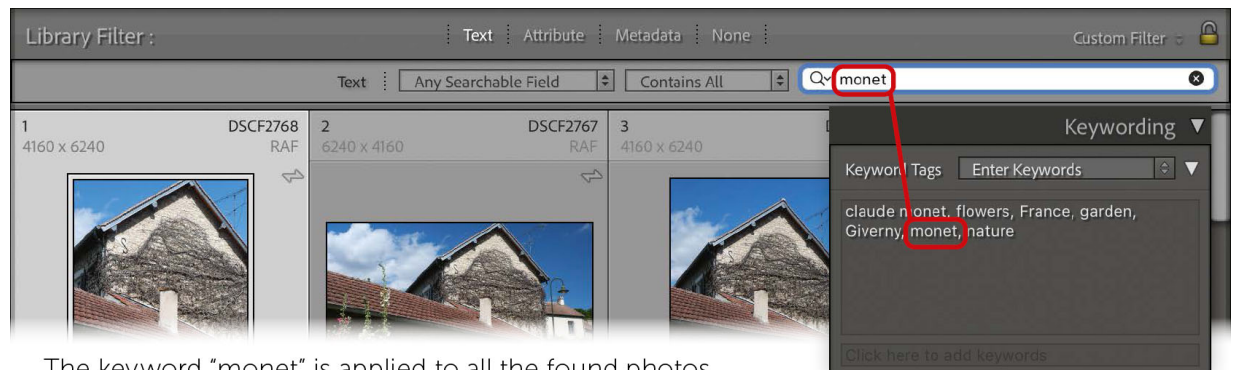 Library Filter : Text Attribute Metadata None Custom Filter
Text Any Searchable Field Contains All monet
1 DSCF2768 2 DSCF2767 3
4160 x 6240 RAF 6240 x 4160 RAF 4160 x 6240
Keywording
Keyword Tags Enter Keywords
claude monet, flowers, France, garden,
Giverny, monet, nature
Click here to add keywords
The keyword “monet” is applied to all the found photos